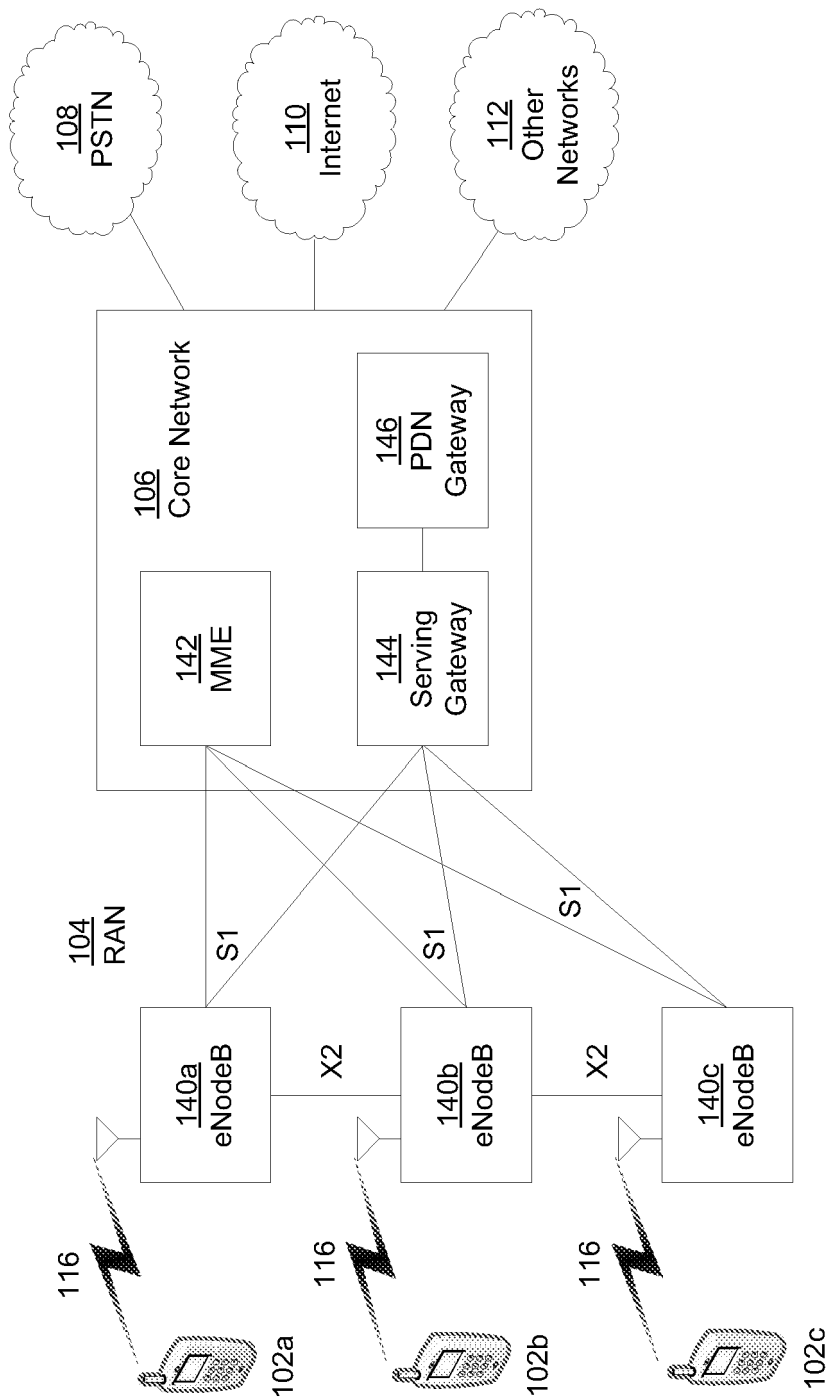 102a
116
140a
eNodeB
X2
102b
116
140b
eNodeB
X2
102c
116
140c
eNodeB
104
RAN
S1
S1
S1
106
Core Network
142
MME
144
Serving
Gateway
146
PDN
Gateway
108
PSTN
110
Internet
112
Other
Networks